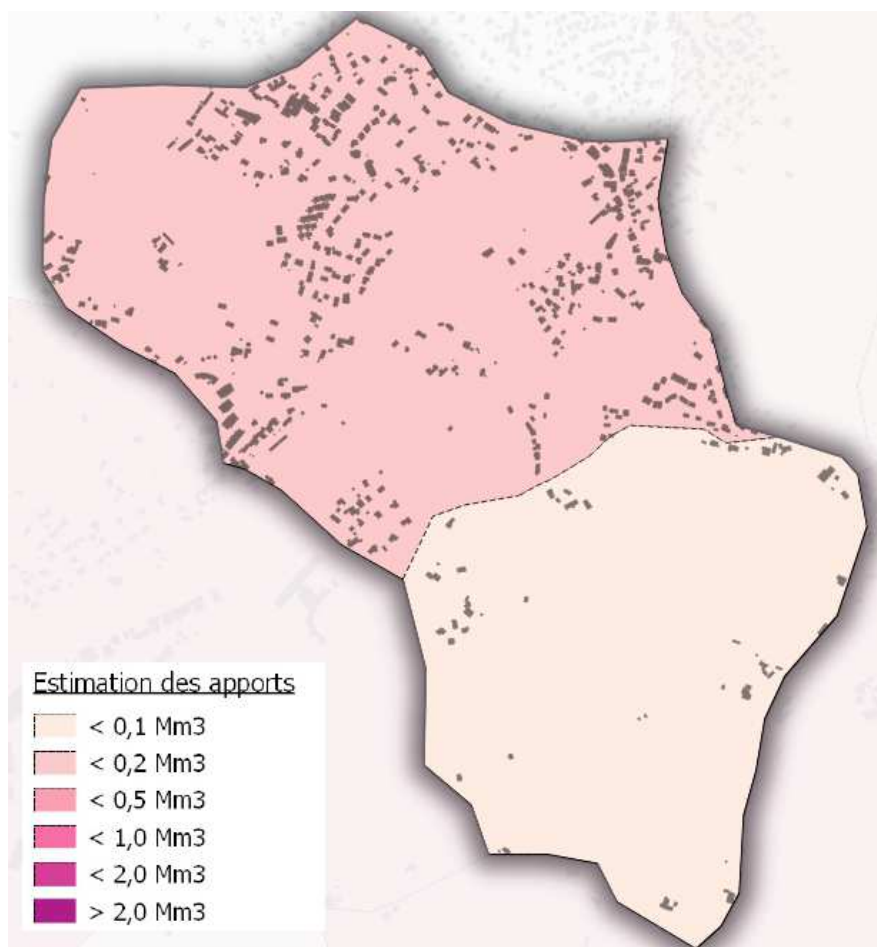 Estimation des apports
< 0,1 Mm3
< 0,2 Mm3
< 0,5 Mm3
< 1,0 Mm3
< 2,0 Mm3
> 2,0 Mm3